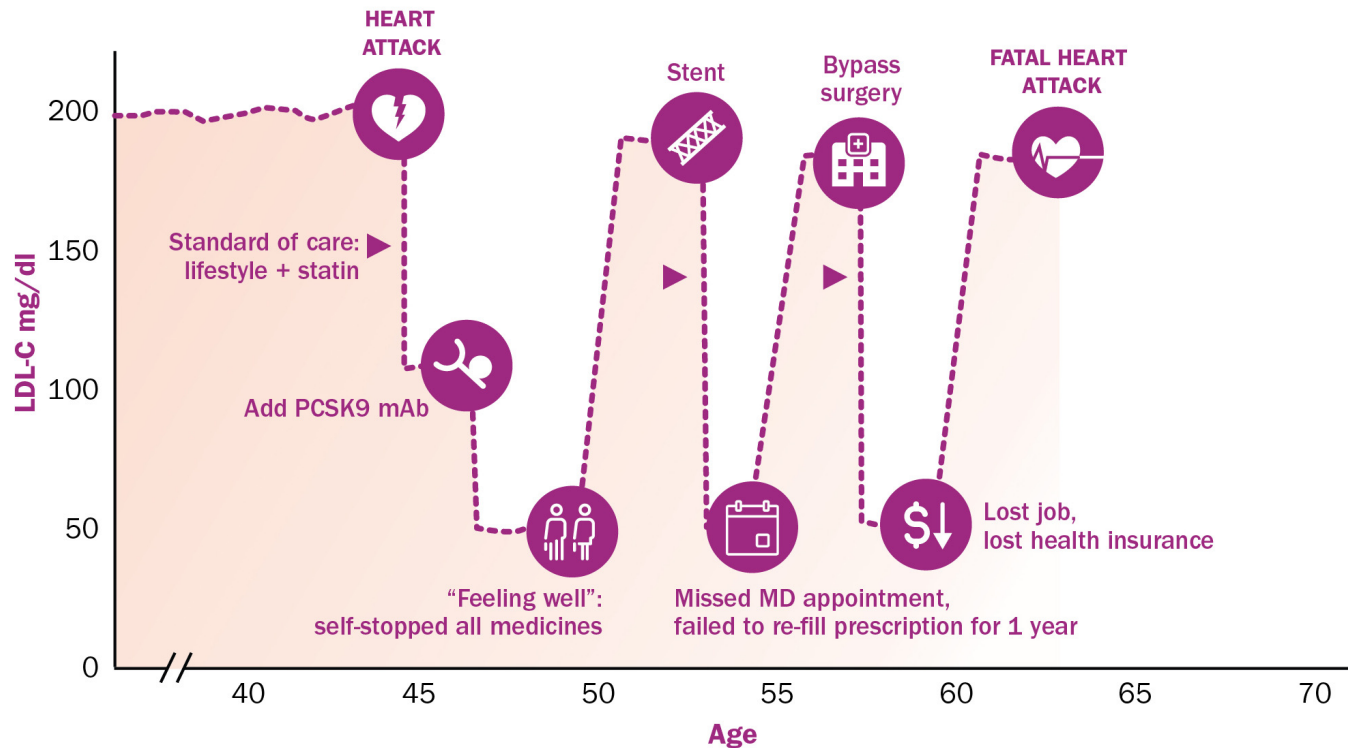 HEART
ATTACK
Stent
Bypass
surgery
FATAL HEART
ATTACK
200
150
100
50
0
LDL-C mg/dl
Standard of care:
lifestyle + statin
Add PCSK9 mAb
$
Lost job,
lost health insurance
“Feeling well”:
self-stopped all medicines
Missed MD appointment,
failed to re-fill prescription for 1 year
40 45 50 55 60 65 70
Age